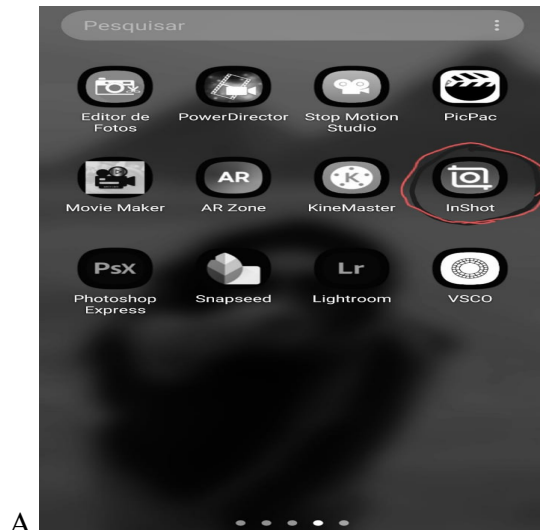 Pesquisar
Editor de
Fotos
PowerDirector
Stop Motion
Studio
PicPac
Movie Maker
AR
AR Zone
K
KineMaster
InShot
PsX
Photoshop
Express
Snapseed
Lr
Lightroom
VSCO
A